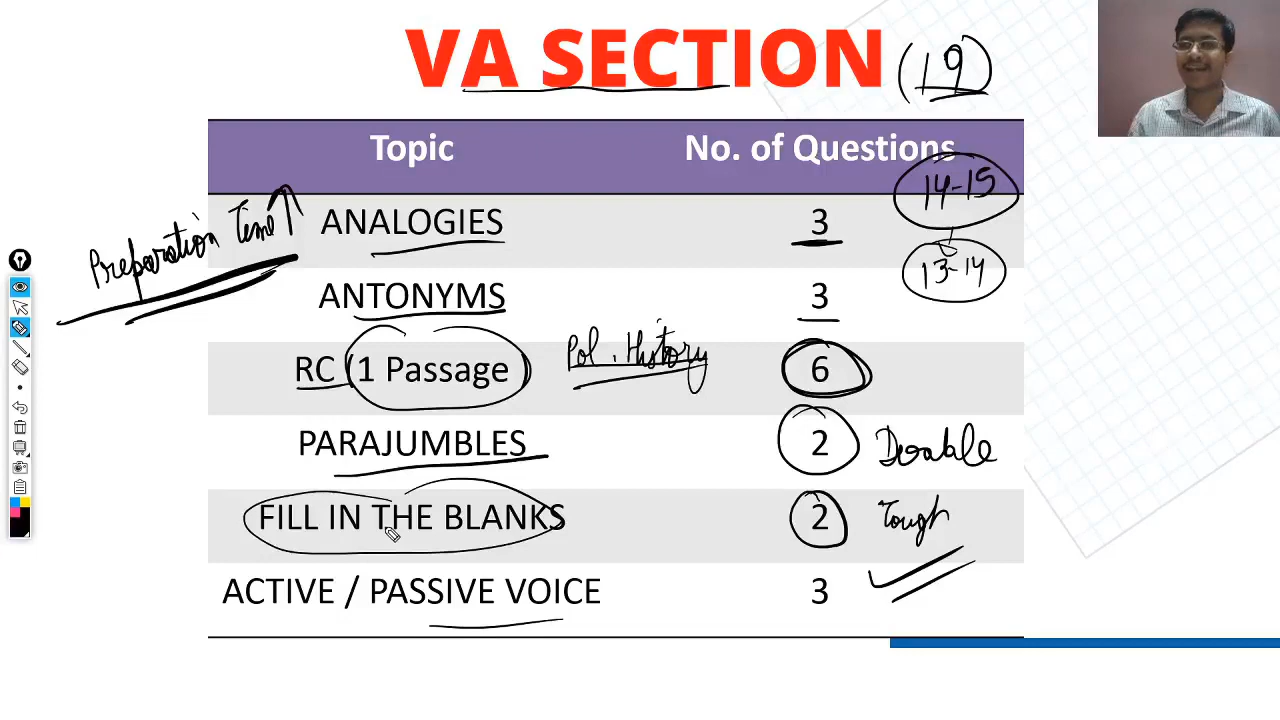 VA SECTION (19)
Topic No. of Questions
14-15
Preparation Time ANALOGIES 3
13-14
ANTONYMS 3
RC (1 Passage) Pol. History 6
PARAJUMBLES 2 Doable
FILL IN THE BLANKS 2 Tough
ACTIVE / PASSIVE VOICE 3